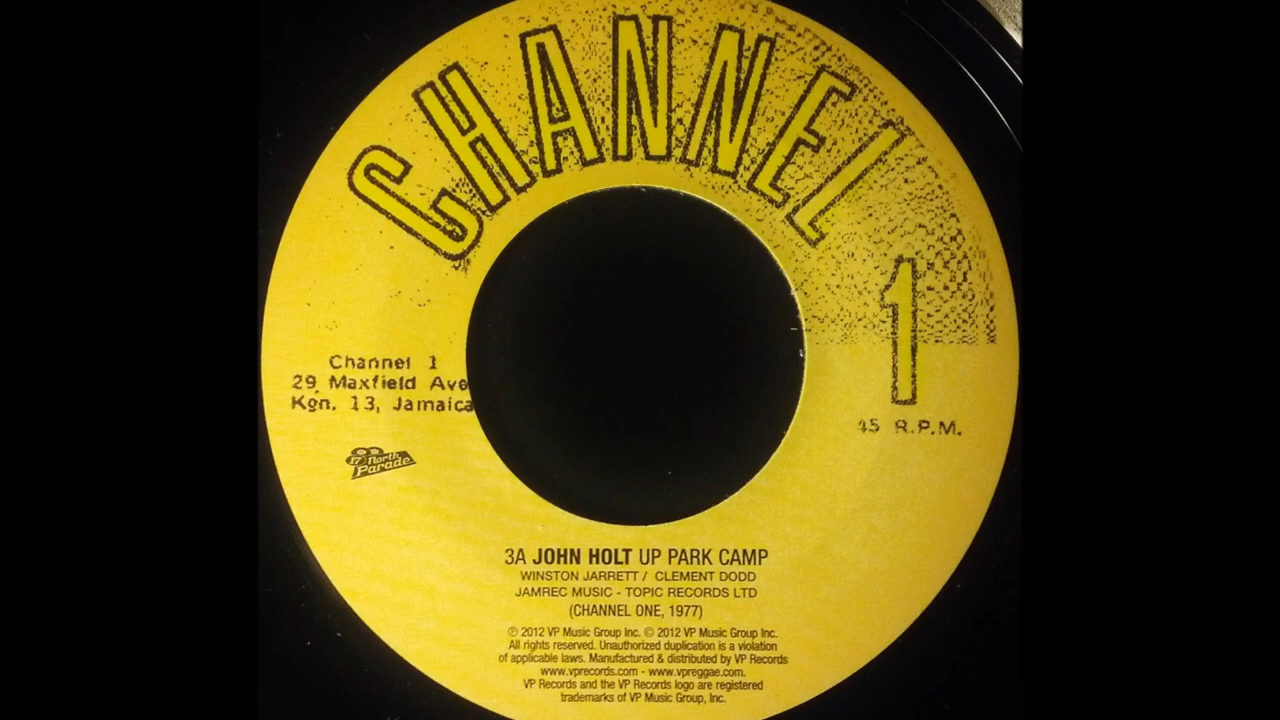 CHANNEL
1
Channel 1
29, Maxfield Ave
Kgn. 13, Jamaica
45 R.P.M.
17 North
Parade
3A JOHN HOLT UP PARK CAMP
WINSTON JARRETT / CLEMENT DODD
JAMREC MUSIC - TOPIC RECORDS LTD
(CHANNEL ONE, 1977)
℗ 2012 VP Music Group Inc. © 2012 VP Music Group Inc.
All rights reserved. Unauthorized duplication is a violation
of applicable laws. Manufactured & distributed by VP Records
www.vprecords.com - www.vpreggae.com.
VP Records and the VP Records logo are registered
trademarks of VP Music Group, Inc.